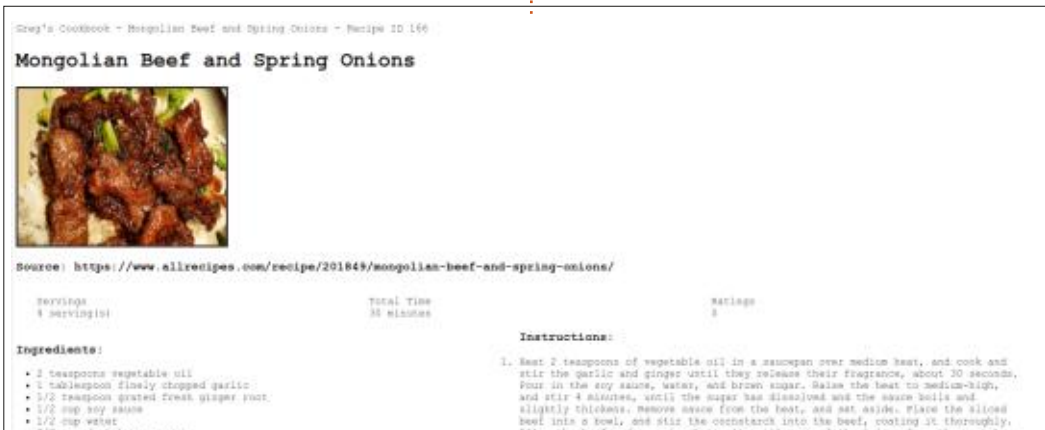 Greg's Cookbook - Mongolian Beef and Spring Onions - Recipe ID 166
Mongolian Beef and Spring Onions
Source: https://www.allrecipes.com/recipe/201849/mongolian-beef-and-spring-onions/
Servings
4 serving(s)
Total Time
30 minutes
Ratings
Ingredients:
• 2 teaspoons vegetable oil
• 1 tablespoon finely chopped garlic
• 1/2 teaspoon grated fresh ginger root
• 1/2 cup soy sauce
• 1/2 cup water
Instructions:
1. Heat 2 teaspoons of vegetable oil in a saucepan over medium heat, and cook and
stir the garlic and ginger until they release their fragrance, about 30 seconds.
Pour in the soy sauce, water, and brown sugar. Raise the heat to medium-high,
and stir 4 minutes, until the sugar has dissolved and the sauce boils and
slightly thickens. Remove sauce from the heat, and set aside. Place the sliced
beef into a bowl, and stir the cornstarch into the beef, coating it thoroughly.